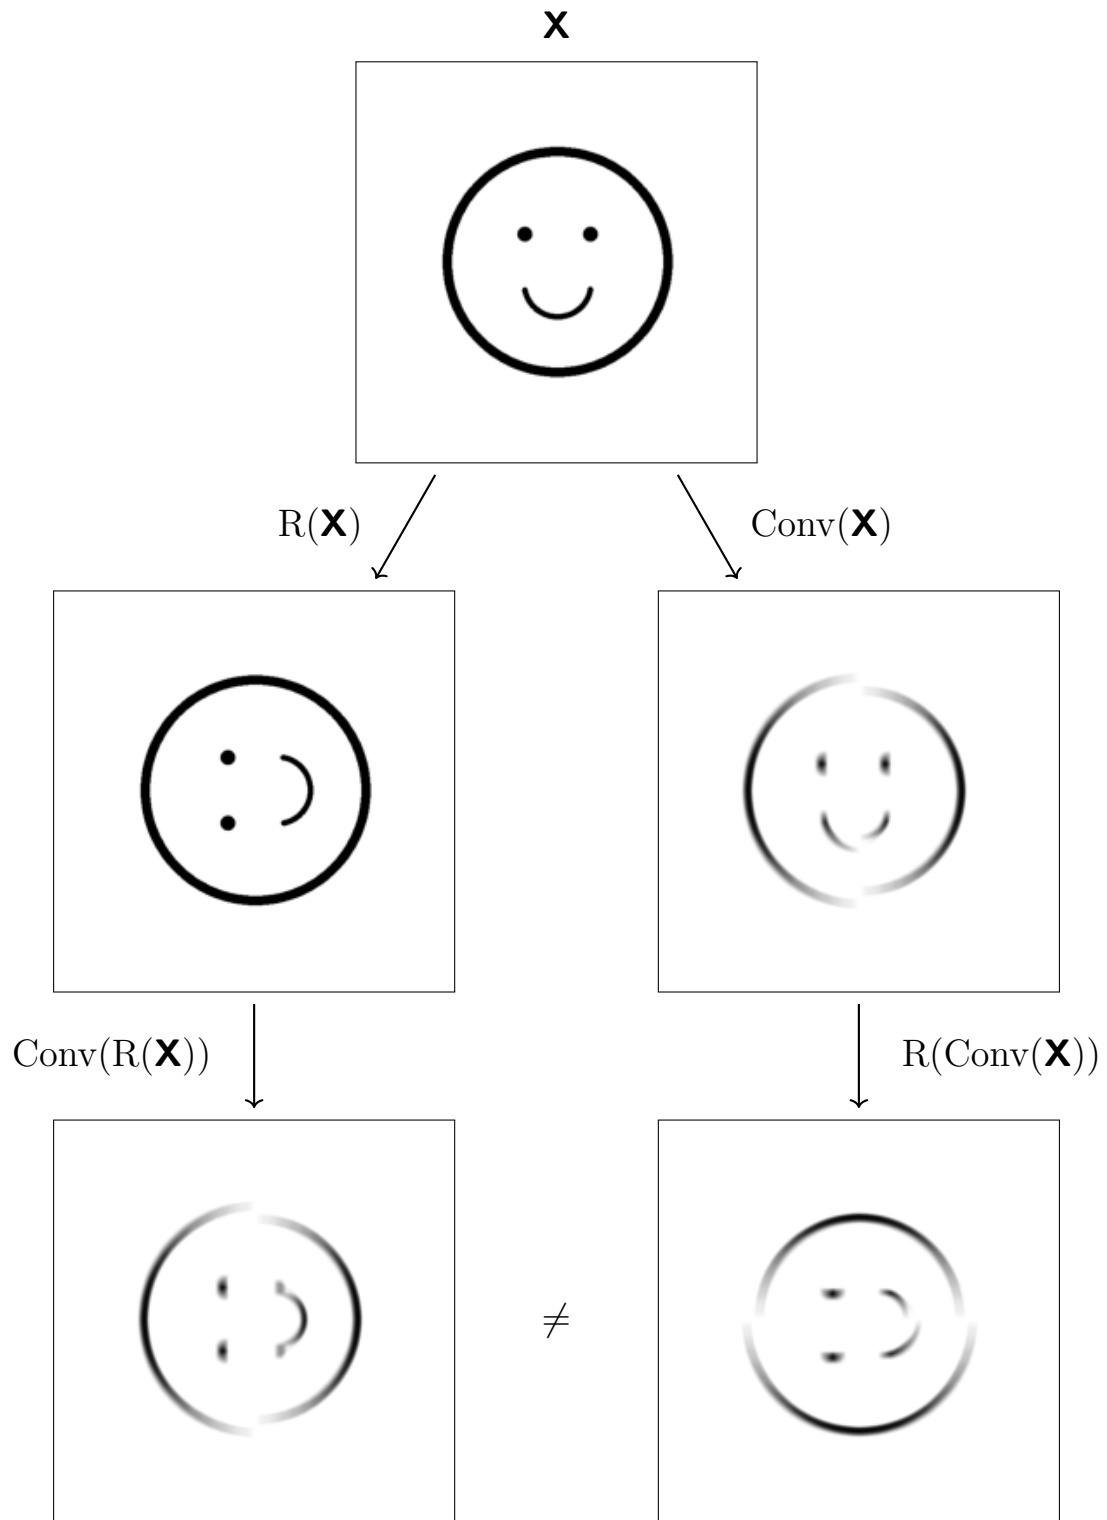 X
R(X)
Conv(X)
Conv(R(X))
R(Conv(X))
≠